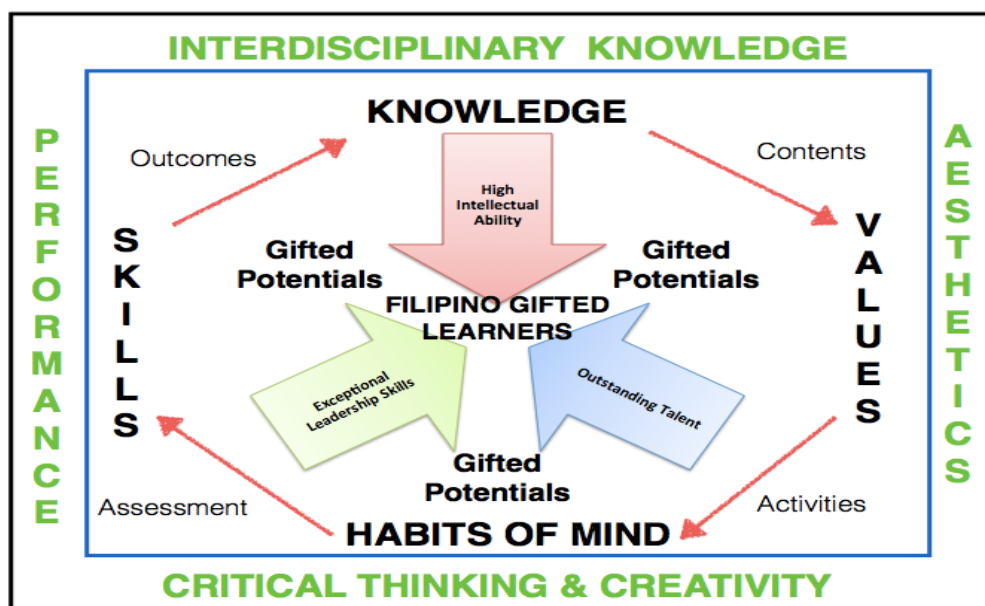 INTERDISCIPLINARY KNOWLEDGE
KNOWLEDGE
Outcomes
Contents
PERFORMANCE
SKILLS
High
Intellectual
Ability
VALUES
AESTHETICS
Gifted
Potentials
Gifted
Potentials
FILIPINO GIFTED
LEARNERS
Exceptional
Leadership Skills
Outstanding Talent
Gifted
Potentials
Assessment
Activities
HABITS OF MIND
CRITICAL THINKING & CREATIVITY